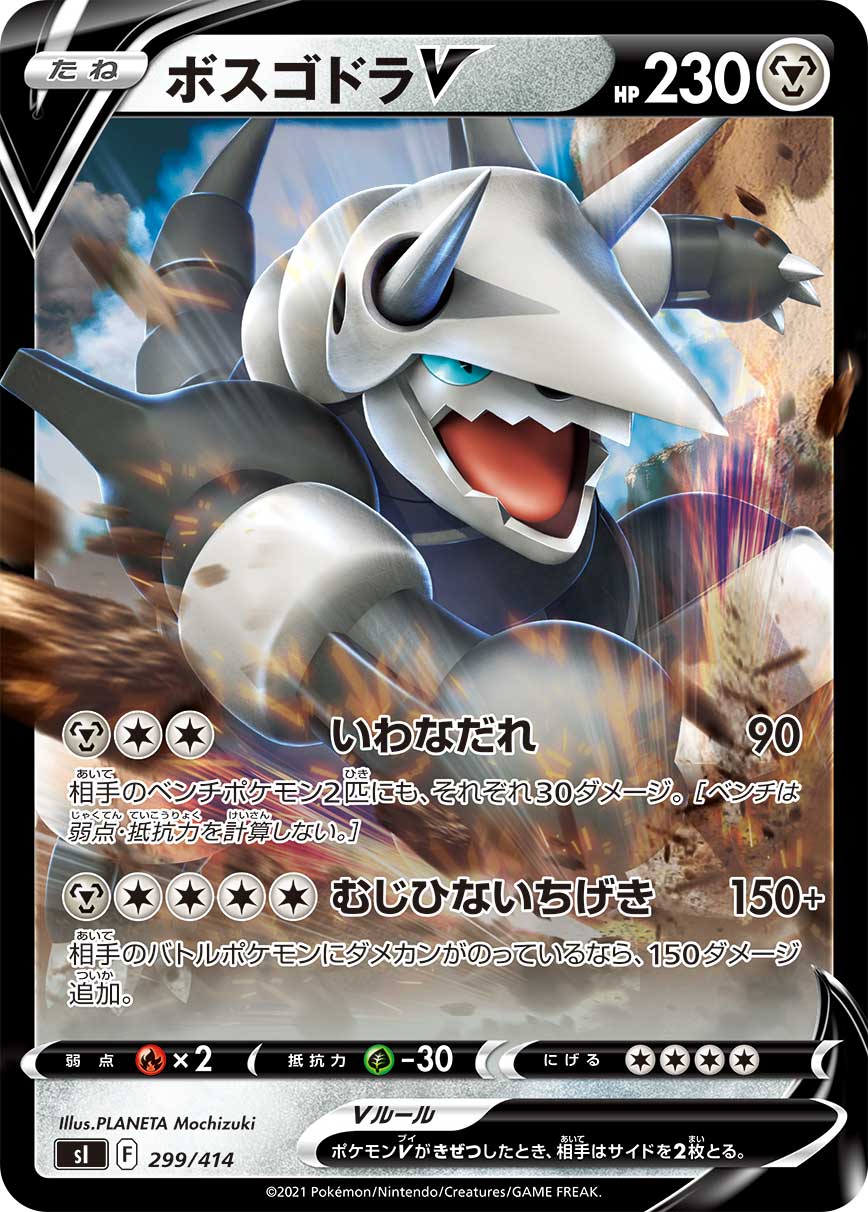 たね ボスゴドラV HP 230
いわなだれ 90
相手のベンチポケモン2匹にも、それぞれ30ダメージ。［ベンチは
弱点・抵抗力を計算しない。］
むじひないちげき 150+
相手のバトルポケモンにダメカンがのっているなら、150ダメージ
追加。
弱点 ×2 抵抗力 -30 にげる
Illus.PLANETA Mochizuki
Vルール
ポケモンVがきぜつしたとき、相手はサイドを2枚とる。
sI F 299/414
©2021 Pokémon/Nintendo/Creatures/GAME FREAK.